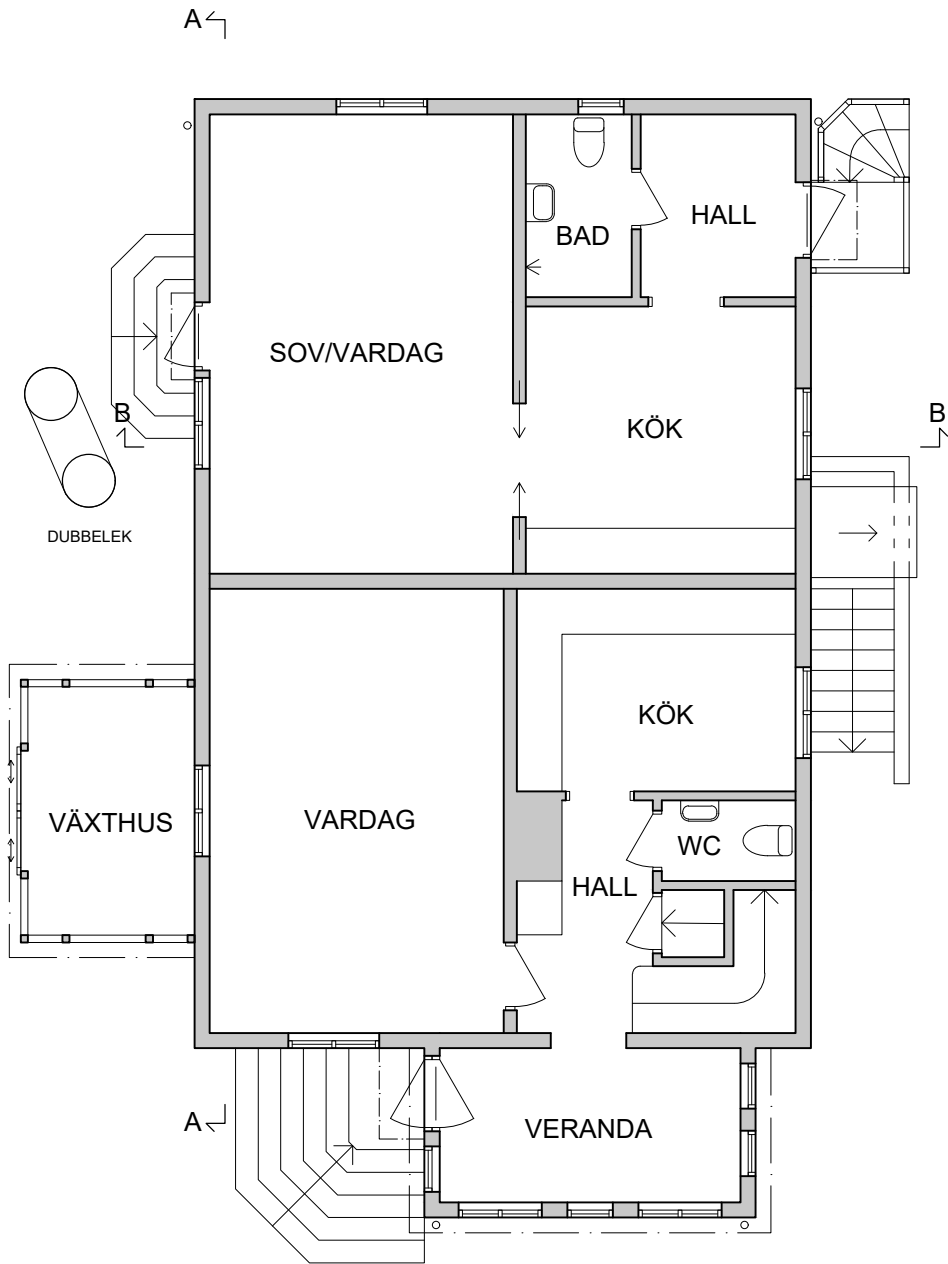 A
BAD
HALL
SOV/VARDAG
B
KÖK
B
DUBBELEK
KÖK
VÄXTHUS
VARDAG
WC
HALL
A
VERANDA